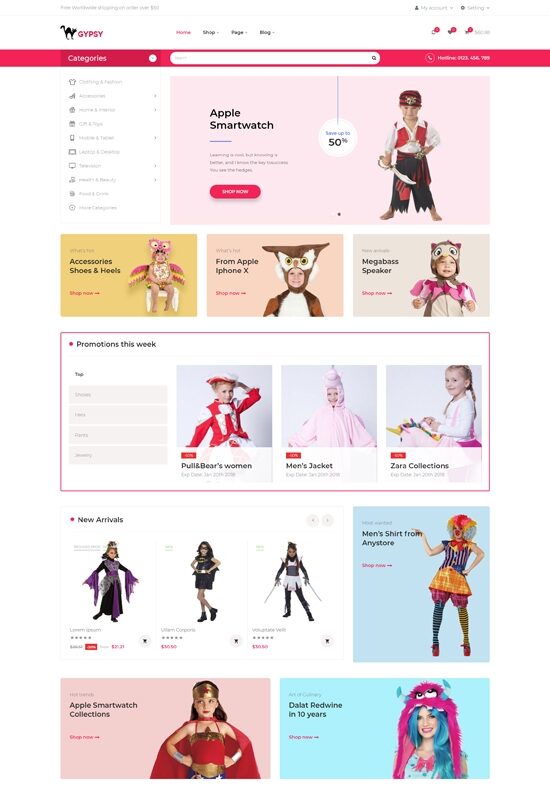 Free Worldwide shipping on order over $50
My account
Setting
GYPSY
Home
Shop
Page
Blog
$0.00
Categories
Search
Hotline: 0123. 456. 789
Clothing & Fashion
Accessories
Home & Interior
Gift & Toys
Mobile & Tablet
Laptop & Desktop
Television
Health & Beauty
Food & Drink
More Categories
Apple
Smartwatch
Learning is cool, but knowing is
better, and I know the key to success
You see the hedges.
SHOP NOW
Save up to
50%
What's hot
Accessories
Shoes & Heels
Shop now
What's hot
From Apple
Iphone X
Shop now
New arrivals
Megabass
Speaker
Shop now
Promotions this week
Top
Shoes
Pants
Jewelry
-50%
Pull&Bear's women
Exp Date: Jan 20th 2018
-50%
Men's Jacket
Exp Date: Jan 20th 2018
-50%
Zara Collections
Exp Date: Jan 20th 2018
New Arrivals
Lorem ipsum
$21.21
Ullam Corporis
$30.50
Voluptate Velit
$30.50
Most wanted
Men's Shirt from
Anystore
Shop now
Hot trends
Apple Smartwatch
Collections
Shop now
Art of Culinary
Dalat Redwine
in 10 years
Shop now